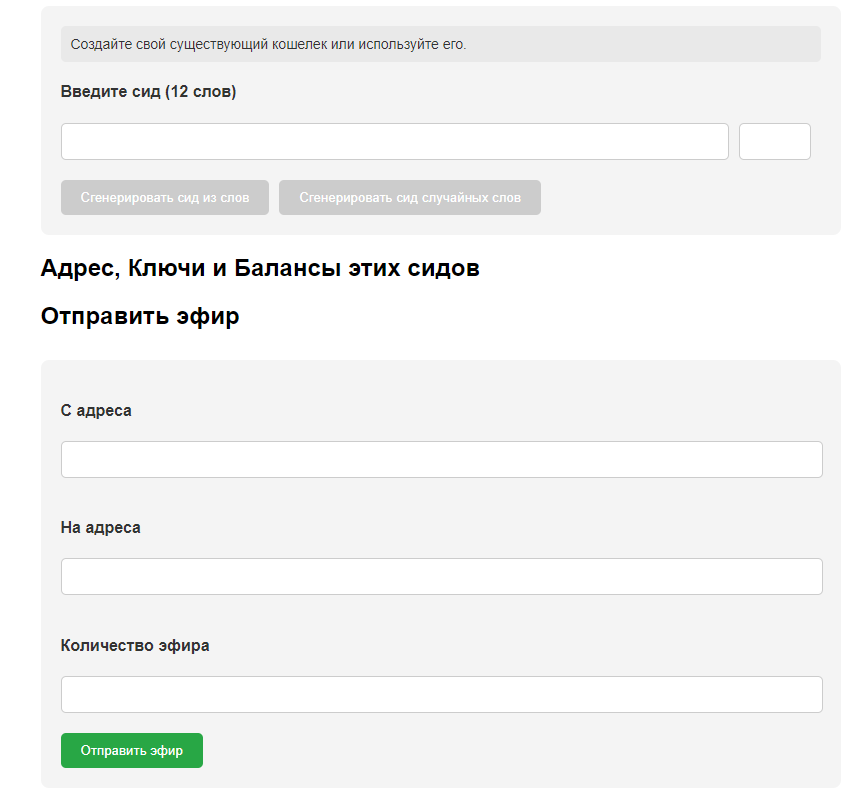 Создайте свой существующий кошелек или используйте его.
Введите сид (12 слов)
Сгенерировать сид из слов Сгенерировать сид случайных слов
Адрес, Ключи и Балансы этих сидов
Отправить эфир
С адреса
На адреса
Количество эфира
Отправить эфир